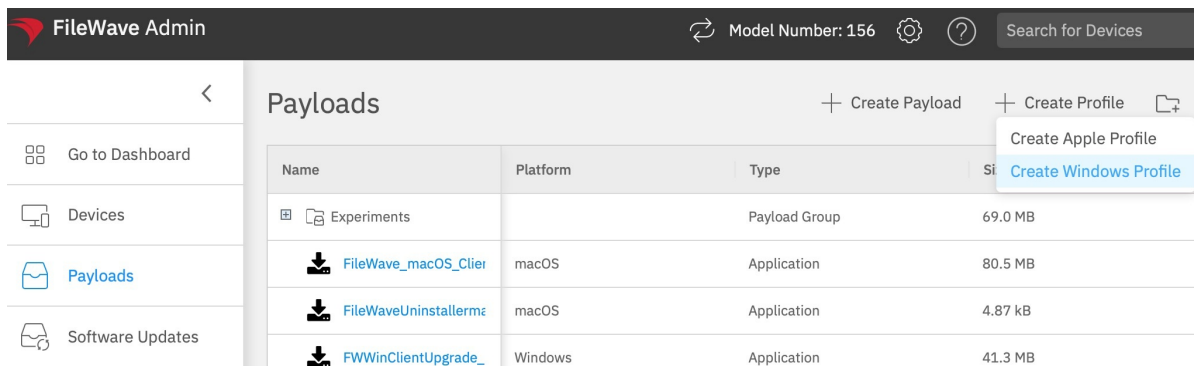 FileWave Admin
Model Number: 156
Search for Devices
Payloads
Create Payload
Create Profile
Create Apple Profile
Create Windows Profile
Go to Dashboard
Devices
Payloads
Software Updates
Name Platform Type Si
Experiments Payload Group 69.0 MB
FileWave_macOS_Clier macOS Application 80.5 MB
FileWaveUninstallerma macOS Application 4.87 kB
FWWinClientUpgrade_ Windows Application 41.3 MB